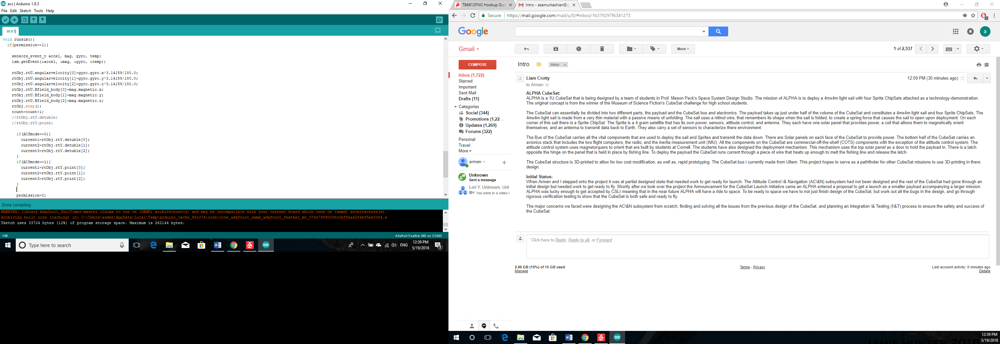 acs | Arduino 1.8.5
File Edit Sketch Tools Help
acs §
void runsim(){
if(permission==1){
sensors_event_t accel, mag, gyro, temp;
lsm.getEvent(&accel, &mag, &gyro, &temp);
rtObj.rtU.angularvelocity[0]=gyro.gyro.x*3.14159/180.0;
rtObj.rtU.angularvelocity[1]=gyro.gyro.y*3.14159/180.0;
rtObj.rtU.angularvelocity[2]=gyro.gyro.z*3.14159/180.0;
rtObj.rtU.Bfield_body[0]=mag.magnetic.x;
rtObj.rtU.Bfield_body[1]=mag.magnetic.y;
rtObj.rtU.Bfield_body[2]=mag.magnetic.z;
rtObj.step();
count=count+1;
//rtObj.rtY.detuble;
//rtObj.rtY.point;
if(ACSmode==0){
current1=rtObj.rtY.detuble[0];
current2=rtObj.rtY.detuble[1];
current3=rtObj.rtY.detuble[2];
}
if(ACSmode==1){
current1=rtObj.rtY.point[0];
current2=rtObj.rtY.point[1];
current3=rtObj.rtY.point[2];
}
permission=0;
Done compiling.
WARNING: library Adafruit_ZeroTimer-master claims to run on (SAMD) architecture(s) and may be incompatible with your current board which runs on (samd) architecture(s).
Archiving built core (caching) in: C:\Users\armen\AppData\Local\Temp\arduino_cache_991274\core\core_adafruit_samd_adafruit_feather_m0_07fe79990088c0bf5ba6284bf5ee0384.a
Sketch uses 33724 bytes (12%) of program storage space. Maximum is 262144 bytes.
148
Adafruit Feather M0 on COM3
Type here to search
ENG
12:39 PM
5/19/2018
3
TB6612FNG Hookup Guid
Intro - asamurkashian@g
Secure | https://mail.google.com/mail/u/0/#inbox/16379297f6341273
1
Google
a
Gmail
More
1 of 2,537
COMPOSE
Inbox (1,722)
Starred
Important
Sent Mail
Drafts (11)
Categories
Social (344)
Promotions (1,22...
Updates (1,269)
Forums (322)
Personal
Travel
More
armen
Unknown
Sent a message
Lori Y, Unknown, Unk
You were in a video c
Intro
Inbox x
Liam Crotty
12:09 PM (30 minutes ago)
to Armen
ALPHA CubeSat:
ALPHA is a 1U CubeSat that is being designed by a team of students in Prof. Mason Peck's Space System Design Studio. The mission of ALPHA is to deploy a 4mx4m light sail with four Sprite ChipSats attached as a technology-demonstration.
The original concept is from the winner of the Museum of Science Fiction's CubeSat challenge for high school students.
The CubeSat can essentially be divided into two different parts, the payload and the CubeSat bus and electronics. The payload takes up just under half of the volume of the CubeSat and constitutes a 4mx4m light sail and four Sprite ChipSats. The
4mx4m light sail is made from a very thin material with a passive means of unfolding. The sail uses a nitinol wire, that remembers its shape when the sail is folded, to create a spring force that causes the sail to open upon deployment. On each
corner of this sail there is a Sprite ChipSat. The Sprite is a 4 gram satellite that has its own power, sensors, attitude control, and antenna. They each have one solar panel that provides power, a coil that allows them to magnetically orient
themselves, and an antenna to transmit data back to Earth. They also carry a set of sensors to characterize there environment.
The Bus of the CubeSat carries all the vital components that are used to deploy the sail and Sprites and transmit the data down. There are Solar panels on each face of the CubeSat to provide power. The bottom half of the CubeSat carries an
avionics stack that includes the two flight computers, the radio, and the inertia measurement unit (IMU). All the components on the CubeSat are commercial-off-the-shelf (COTS) components with the exception of the attitude control system. The
attitude control system uses magnetorquers to orient that are built by students at Cornell. The students have also designed the deployment mechanism. This mechanism uses the top solar panel as a door to hold the payload in. There is a latch
opposite the hinge on the panel that is held in place by fishing line. To deploy the payload the CubeSat runs current through a piece of wire that heats up enough to melt the fishing line and release the latch.
The CubeSat structure is 3D-printed to allow for low cost modification, as well as, rapid prototyping. The CubeSat bus i currently made from Ultem. This project hopes to serve as a pathfinder for other CubeSat missions to use 3D-printing in there
design.
Initial Status:
When Armen and I stepped onto the project it was at partial designed state that needed work to get ready for launch. The Attitude Control \& Navigation (AC\&N) subsystem had not been designed and the rest of the CubeSat had gone through an
initial design but needed work to get ready to fly. Shortly after we took over the project the Announcement for the CubeSat Launch Initiative came an ALPHA entered a proposal to get a launch as a smaller payload accompanying a larger mission.
ALPHA was lucky enough to get accepted by CSLI meaning that in the near future ALPHA will have a ride to space. To be ready to space we have to not just finish design of the CubeSat, but work out all the bugs in the design, and go through
rigorous verification testing to show that the CubeSat is both safe and ready to fly.
The major concerns we faced were designing the AC\&N subsystem from scratch, finding and solving all the issues from the previous design of the CubeSat, and planning an Integration \& Testing (I\&T) process to ensure the safety and success of
the CubeSat.
Click here to Reply, Reply to all, or Forward
2.96 GB (19%) of 15 GB used
Manage
Terms - Privacy
Last account activity: 0 minutes ago
Details
12:39 PM
5/19/2018